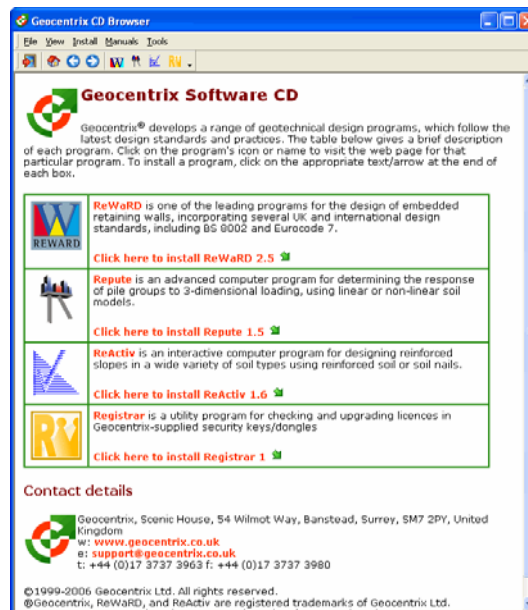 Geocentrix CD Browser
File View Install Manuals Tools
Geocentrix Software CD
Geocentrix® develops a range of geotechnical design programs, which follow the
latest design standards and practices. The table below gives a brief description
of each program. Click on the program's icon or name to visit the web page for that
particular program. To install a program, click on the appropriate text/arrow at the end of
each box.
REWARD
ReWaRD is one of the leading programs for the design of embedded
retaining walls, incorporating several UK and international design
standards, including BS 8002 and Eurocode 7.
Click here to install ReWaRD 2.5
Repute is an advanced computer program for determining the response
of pile groups to 3-dimensional loading, using linear or non-linear soil
models.
Click here to install Repute 1.5
ReActiv is an interactive computer program for designing reinforced
slopes in a wide variety of soil types using reinforced soil or soil nails.
Click here to install ReActiv 1.6
Registrar is a utility program for checking and upgrading licences in
Geocentrix-supplied security keys/dongles
Click here to install Registrar 1
Contact details
Geocentrix, Scenic House, 54 Wilmot Way, Banstead, Surrey, SM7 2PY, United
Kingdom
w: www.geocentrix.co.uk
e: support@geocentrix.co.uk
t: +44 (0)17 3737 3963 f: +44 (0)17 3737 3980
©1999-2006 Geocentrix Ltd. All rights reserved.
®Geocentrix, ReWaRD, and ReActiv are registered trademarks of Geocentrix Ltd.